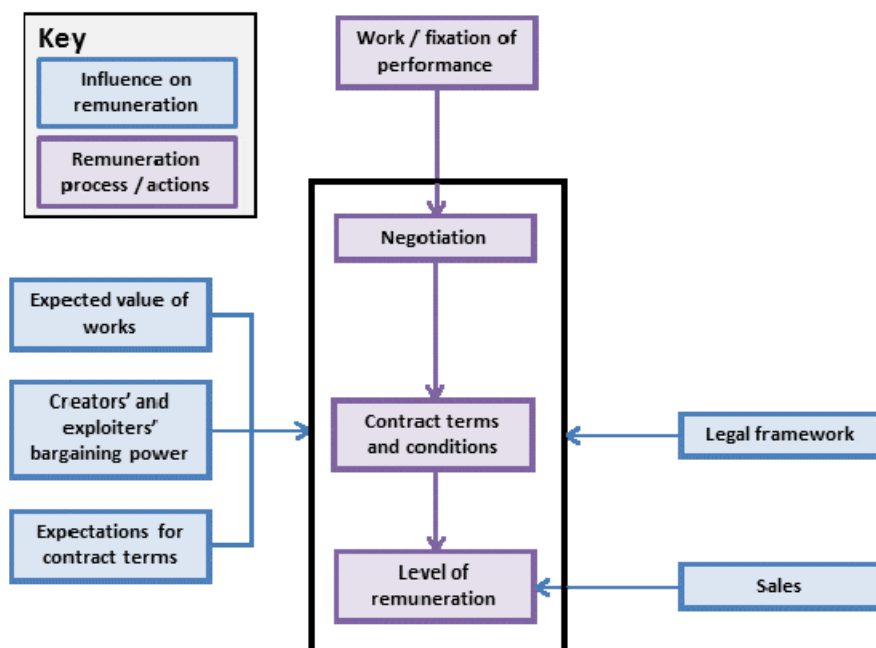 Key
Influence on
remuneration
Remuneration
process / actions
Work / fixation of
performance
Negotiation
Expected value of
works
Creators' and
exploiters'
bargaining power
Expectations for
contract terms
Contract terms
and conditions
Level of
remuneration
Legal framework
Sales